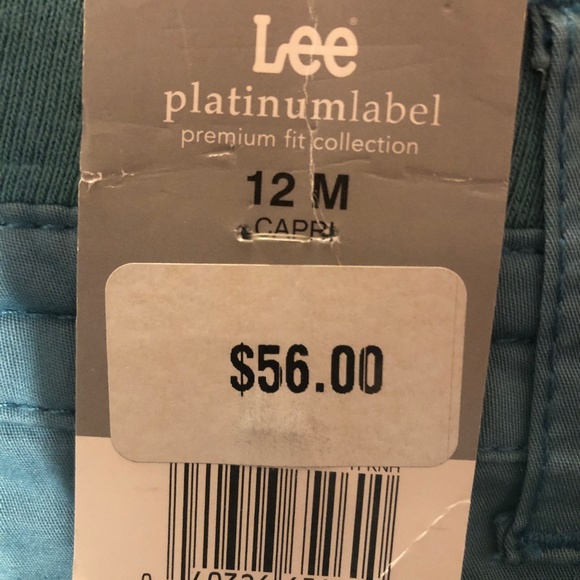 Lee
platinumlabel
premium fit collection
12 M
CAPRI
$56.00